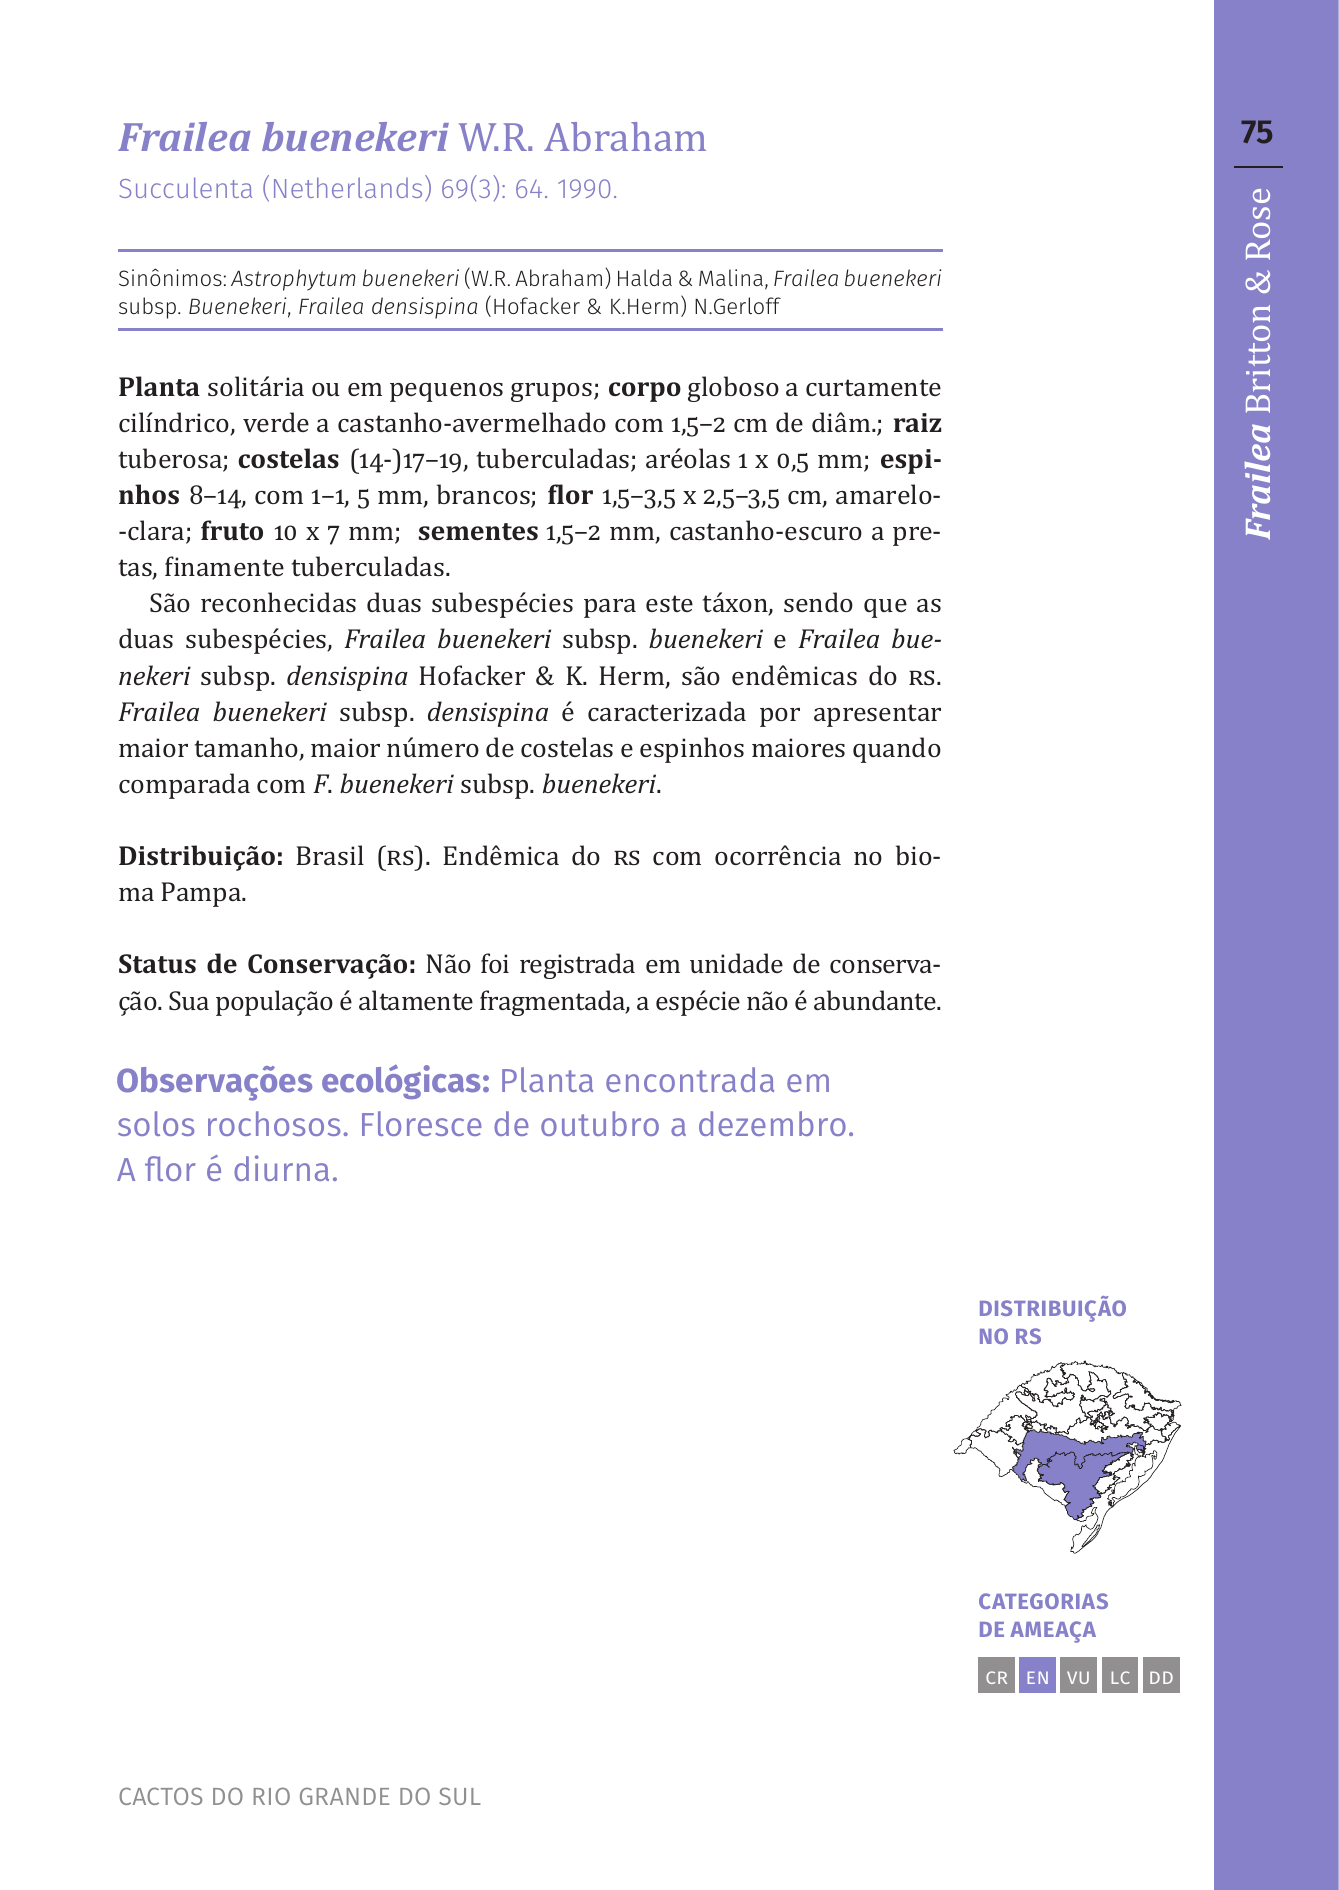 Frailea buenekeri W.R. Abraham
Succulenta (Netherlands) 69(3): 64. 1990.
Sinônimos: Astrophytum buenekeri (W.R. Abraham) Halda & Malina, Frailea buenekeri
subsp. Buenekeri, Frailea densispina (Hofacker & K.Herm) N.Gerloff
Planta solitária ou em pequenos grupos; corpo globoso a curtamente
cilíndrico, verde a castanho-avermelhado com 1,5–2 cm de diâm.; raiz
tuberosa; costelas (14-)17–19, tuberculadas; aréolas 1 x 0,5 mm; espi-
nhos 8–14, com 1–1, 5 mm, brancos; flor 1,5–3,5 x 2,5–3,5 cm, amarelo-
-clara; fruto 10 x 7 mm; sementes 1,5–2 mm, castanho-escuro a pre-
tas, finamente tuberculadas.
São reconhecidas duas subespécies para este táxon, sendo que as
duas subespécies, Frailea buenekeri subsp. buenekeri e Frailea bue-
nekeri subsp. densispina Hofacker & K. Herm, são endêmicas do RS.
Frailea buenekeri subsp. densispina é caracterizada por apresentar
maior tamanho, maior número de costelas e espinhos maiores quando
comparada com F. buenekeri subsp. buenekeri.
Distribuição: Brasil (RS). Endêmica do RS com ocorrência no bio-
ma Pampa.
Status de Conservação: Não foi registrada em unidade de conserva-
ção. Sua população é altamente fragmentada, a espécie não é abundante.
Observações ecológicas: Planta encontrada em
solos rochosos. Floresce de outubro a dezembro.
A flor é diurna.
DISTRIBUIÇÃO
NO RS
CATEGORIAS
DE AMEAÇA
CR EN VU LC DD
CACTOS DO RIO GRANDE DO SUL
75
Frailea Britton & Rose